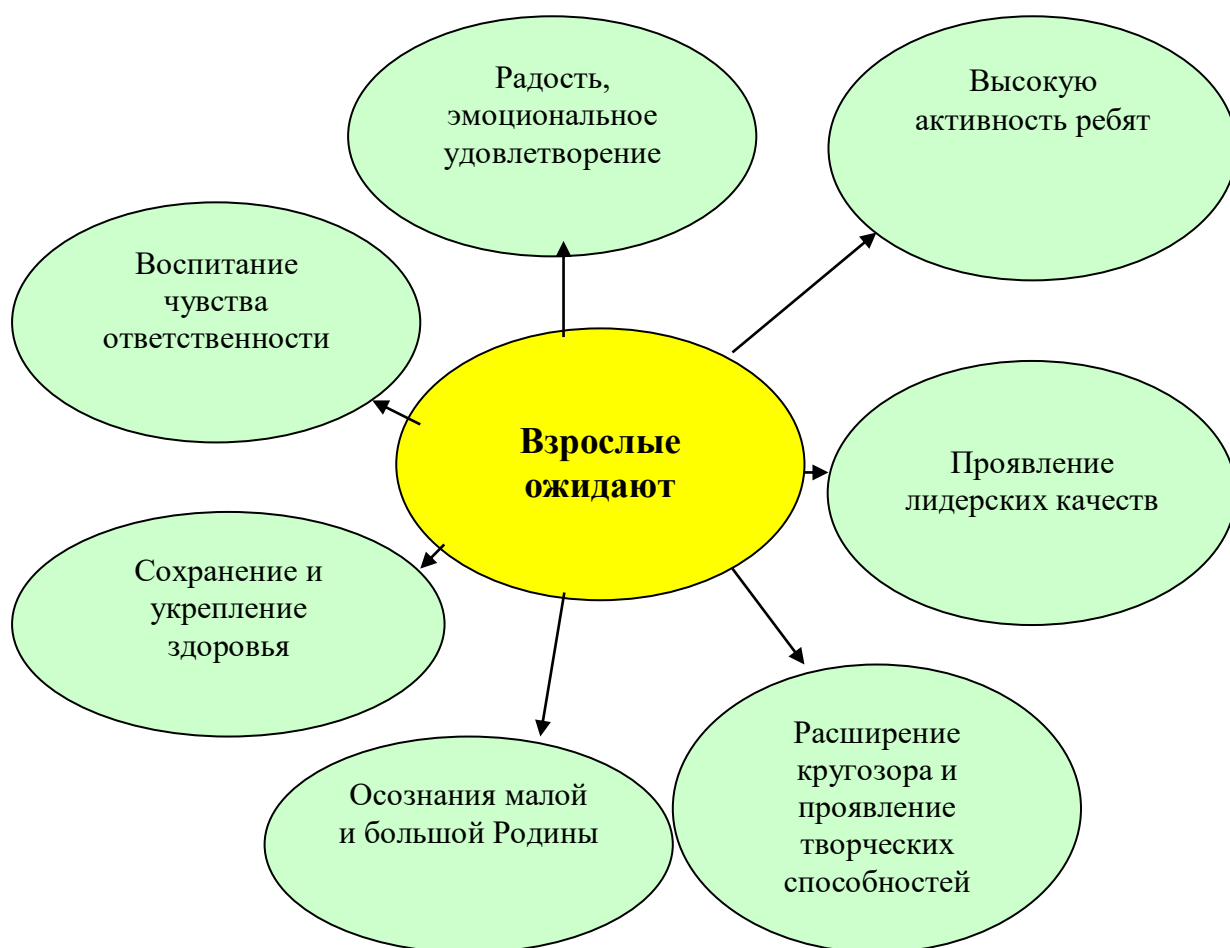 Радость,
эмоциональное
удовлетворение
Высокую
активность ребят
Воспитание
чувства
ответственности
Взрослые
ожидают
Проявление
лидерских качеств
Сохранение и
укрепление
здоровья
Осознания малой
и большой Родины
Расширение
кругозора и
проявление
творческих
способностей